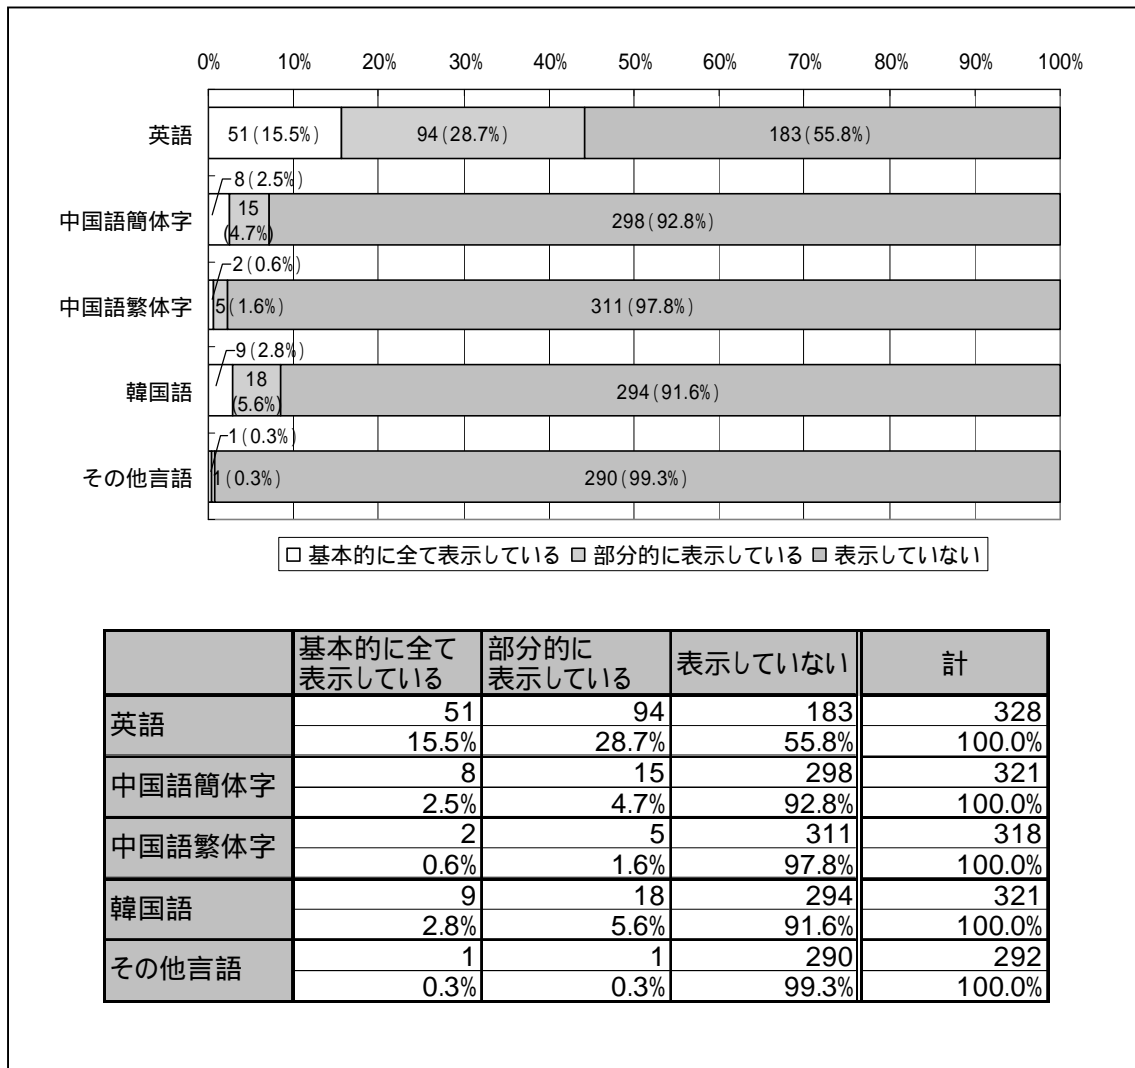 0% 10% 20% 30% 40% 50% 60% 70% 80% 90% 100%
英語 51(15.5%) 94(28.7%) 183(55.8%)
8(2.5%)
中国語簡体字 15 (4.7%) 298(92.8%)
2(0.6%)
中国語繁体字 5(1.6%) 311(97.8%)
9(2.8%)
韓国語 18 (5.6%) 294(91.6%)
1(0.3%)
その他言語 1(0.3%) 290(99.3%)
基本的に全て表示している 部分的に表示している 表示していない
基本的に全て表示している 部分的に表示している 表示していない 計
英語 51 94 183 328
15.5% 28.7% 55.8% 100.0%
中国語簡体字 8 15 298 321
2.5% 4.7% 92.8% 100.0%
中国語繁体字 2 5 311 318
0.6% 1.6% 97.8% 100.0%
韓国語 9 18 294 321
2.8% 5.6% 91.6% 100.0%
その他言語 1 1 290 292
0.3% 0.3% 99.3% 100.0%